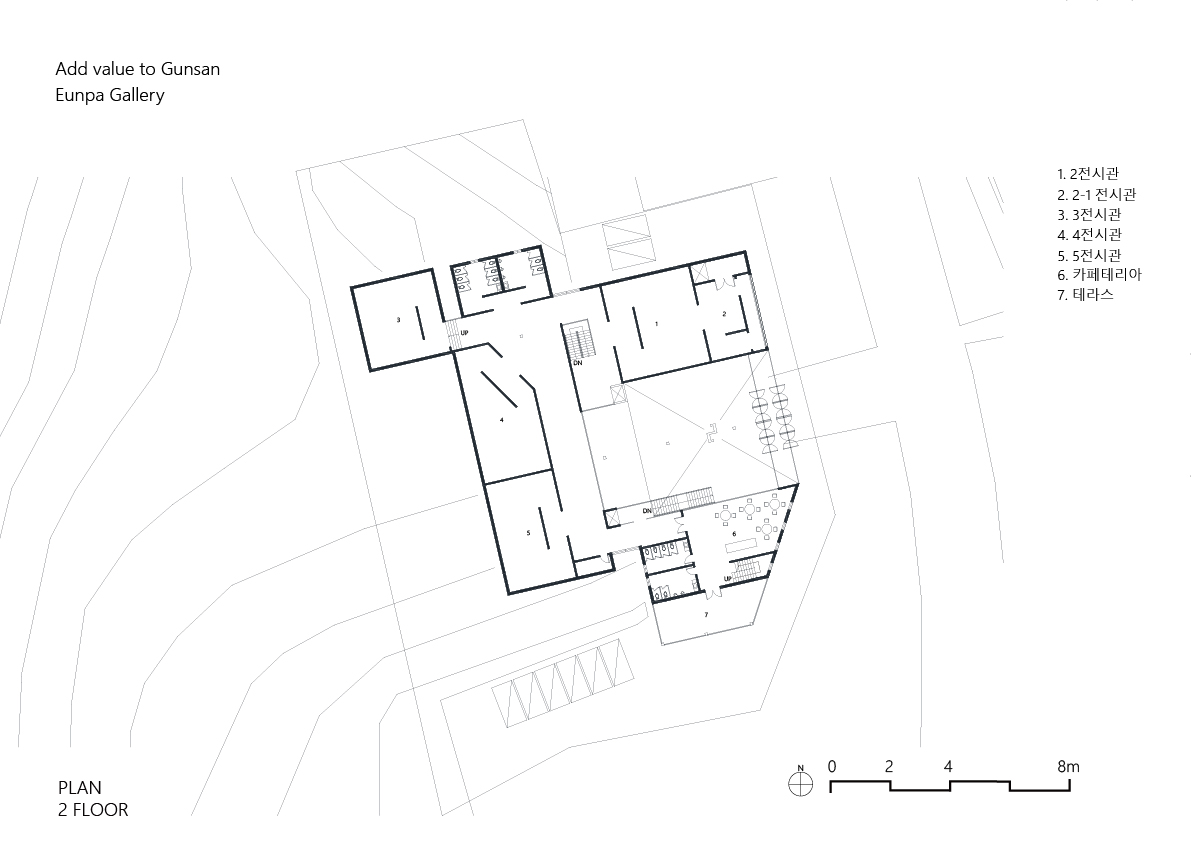 Add value to Gunsan
Eunpa Gallery
1. 2전시관
2. 2-1 전시관
3. 3전시관
4. 4전시관
5. 5전시관
6. 카페테리아
7. 테라스
3
UP
1
2
DN
4
DN
5
6
UP
7
PLAN
2 FLOOR
N
0 2 4 8m